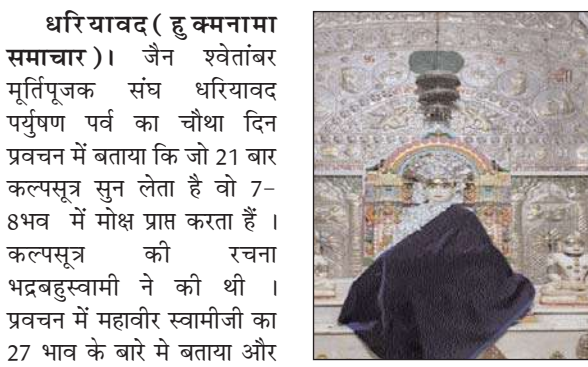 धरियावद ( हुक्मनामा
समाचार )। जैन श्वेतांबर
मूर्तिपूजक संघ धरियावद
पर्युषण पर्व का चौथा दिन
प्रवचन में बताया कि जो 21 बार
कल्पसूत्र सुन लेता है वो 7-
8भव में मोक्ष प्राप्त करता हैं ।
कल्पसूत्र की रचना
भद्रबहुस्वामी ने की थी ।
प्रवचन में महावीर स्वामीजी का
27 भाव के बारे मे बताया और